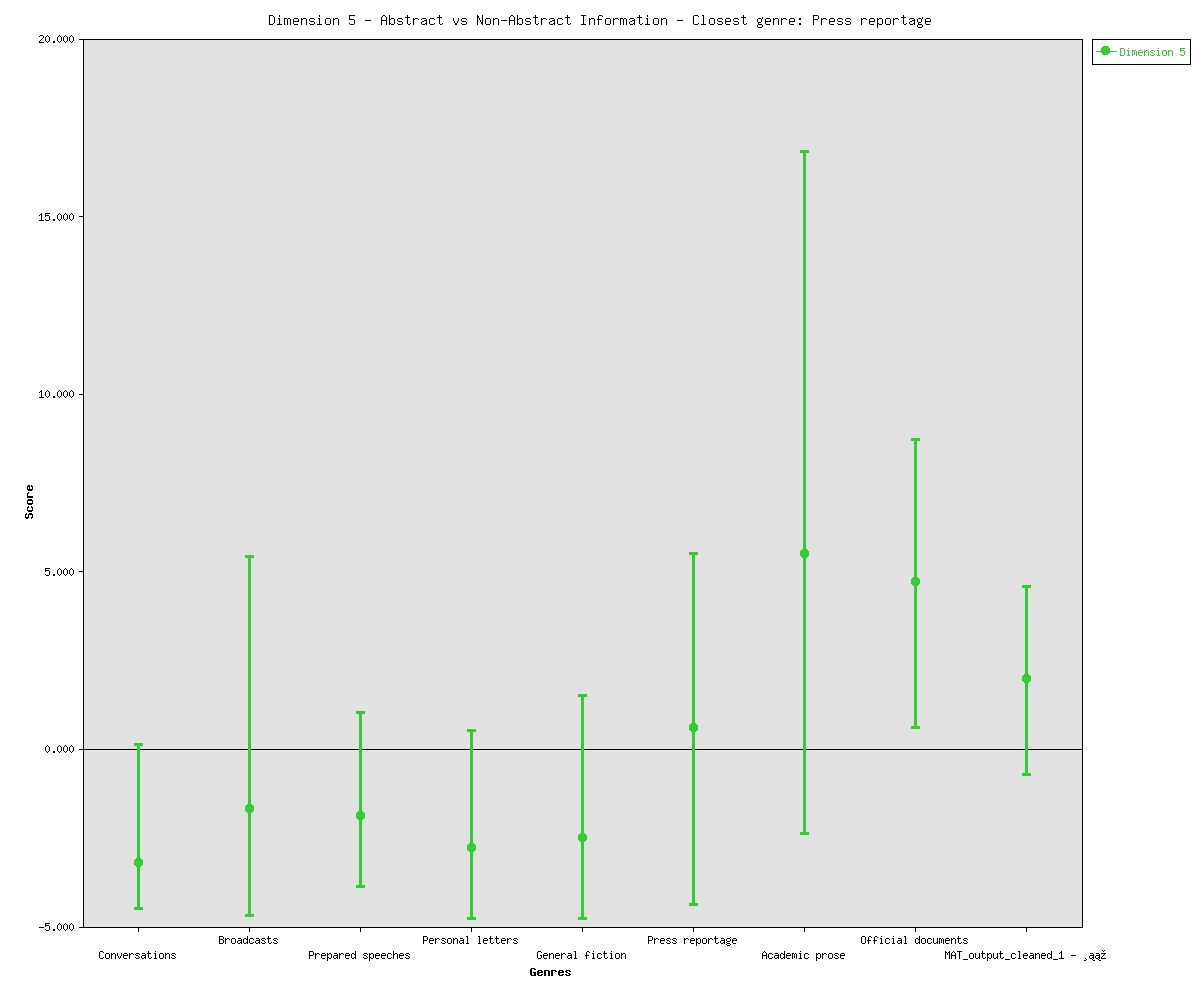 Dimension 5 - Abstract vs Non-Abstract Information - Closest genre: Press reportage
20.000
Dimension 5
15.000
10.000
5.000
0.000
-5.000
Score
Broadcasts
Personal letters
Press reportage
Official documents
Conversations
Prepared speeches
General fiction
Academic prose
MAT_output_cleaned_1 -
Genres